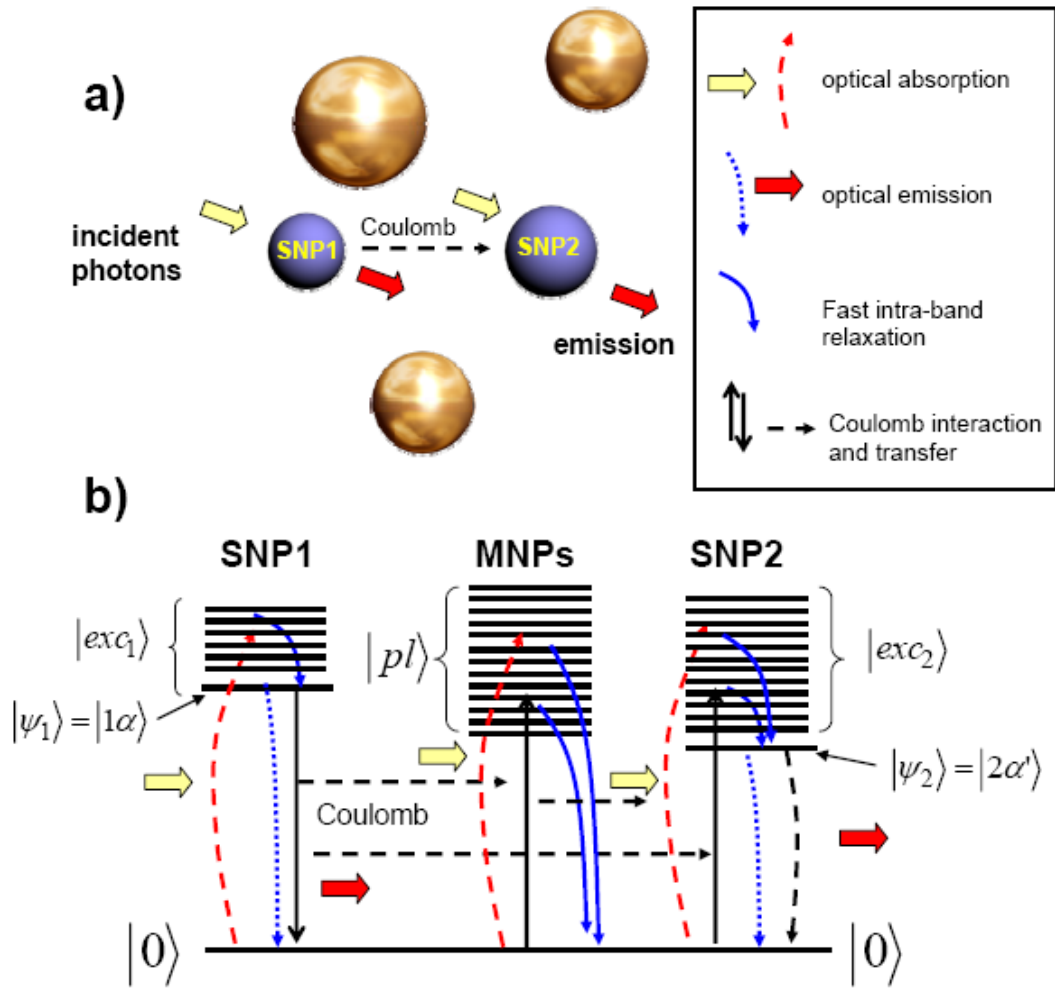 a)
incident
photons
SNP1
Coulomb
SNP2
emission
optical absorption
optical emission
Fast intra-band
relaxation
Coulomb interaction
and transfer
b)
SNP1
MNPs
SNP2
|exc₁⟩
|pl⟩
|exc₂⟩
|ψ₁⟩=|1α⟩
|ψ₂⟩=|2α'⟩
Coulomb
|0⟩
|0⟩